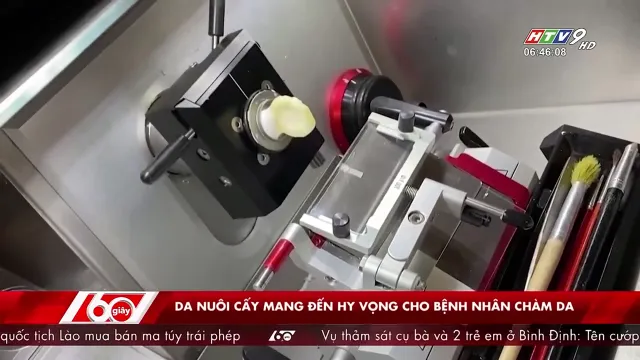 HTV9 HD
06:46:08
60 giây
DA NUÔI CẤY MANG ĐẾN HY VỌNG CHO BỆNH NHÂN CHÀM DA
quốc tịch Lào mua bán ma túy trái phép 60 Vụ thảm sát cụ bà và 2 trẻ em ở Bình Định: Tên cướp